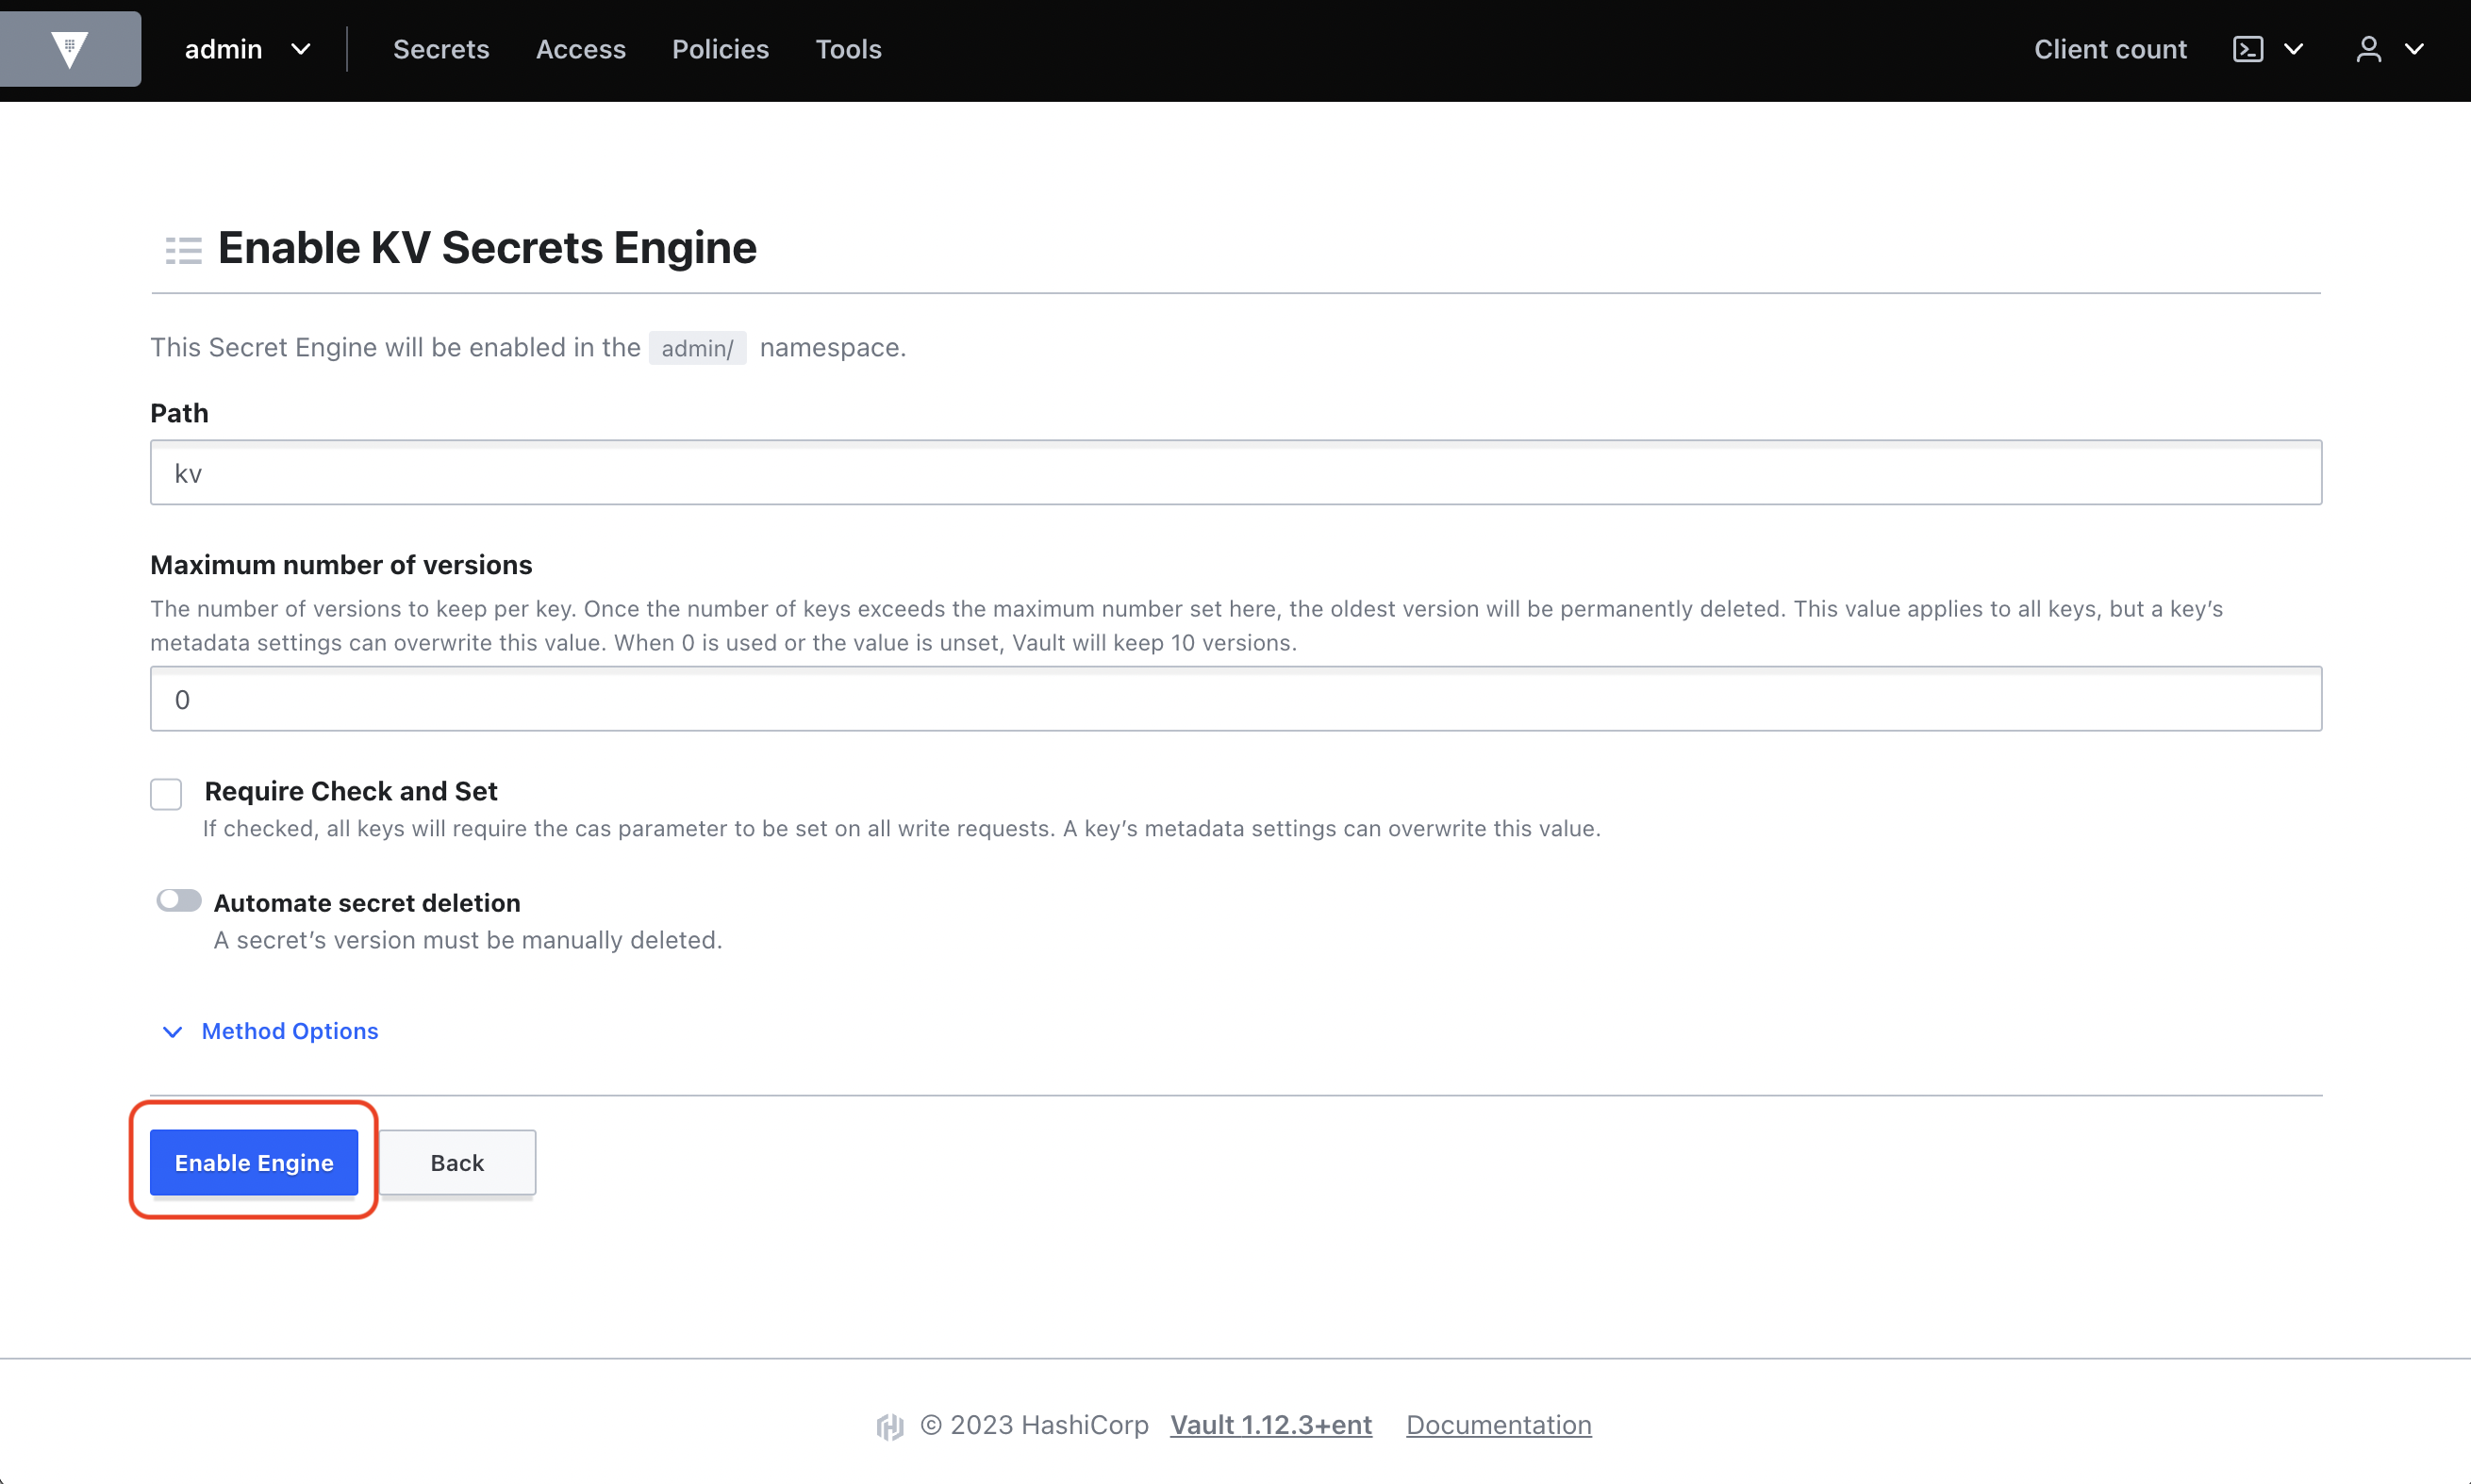 admin Secrets Access Policies Tools Client count
Enable KV Secrets Engine
This Secret Engine will be enabled in the admin/ namespace.
Path
kv
Maximum number of versions
The number of versions to keep per key. Once the number of keys exceeds the maximum number set here, the oldest version will be permanently deleted. This value applies to all keys, but a key’s
metadata settings can overwrite this value. When 0 is used or the value is unset, Vault will keep 10 versions.
0
Require Check and Set
If checked, all keys will require the cas parameter to be set on all write requests. A key’s metadata settings can overwrite this value.
Automate secret deletion
A secret’s version must be manually deleted.
Method Options
Enable Engine Back
© 2023 HashiCorp Vault 1.12.3+ent Documentation